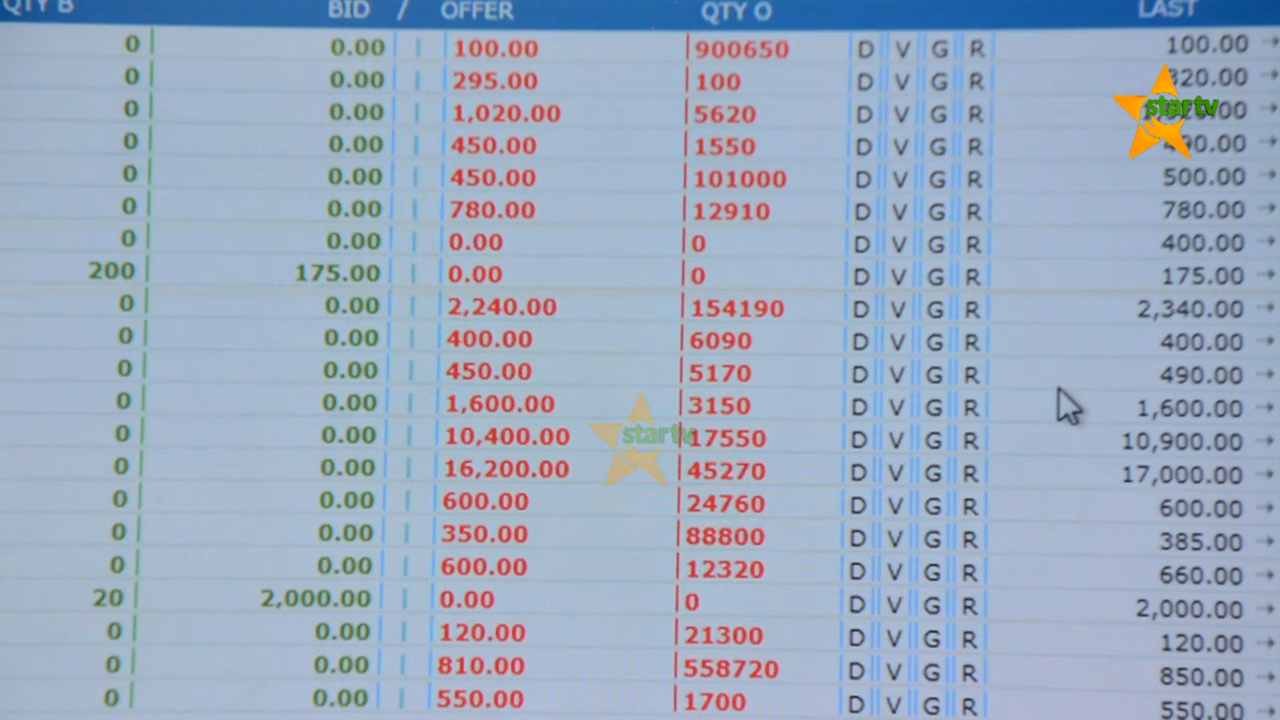 QTY B BID / OFFER QTY O LAST
0 0.00 100.00 900650 D V G R 100.00
0 0.00 295.00 100 D V G R 320.00
0 0.00 1,020.00 5620 D V G R
startv
0 0.00 450.00 1550 D V G R 490.00
0 0.00 450.00 101000 D V G R 500.00
0 0.00 780.00 12910 D V G R 780.00
0 0.00 0.00 0 D V G R 400.00
200 175.00 0.00 0 D V G R 175.00
0 0.00 2,240.00 154190 D V G R 2,340.00
0 0.00 400.00 6090 D V G R 400.00
0 0.00 450.00 5170 D V G R 490.00
0 0.00 1,600.00 3150 D V G R 1,600.00
0 0.00 10,400.00 startv 17550 D V G R 10,900.00
0 0.00 16,200.00 45270 D V G R 17,000.00
0 0.00 600.00 24760 D V G R 600.00
0 0.00 350.00 88800 D V G R 385.00
0 0.00 600.00 12320 D V G R 660.00
20 2,000.00 0.00 0 D V G R 2,000.00
0 0.00 120.00 21300 D V G R 120.00
0 0.00 810.00 558720 D V G R 850.00
0 0.00 550.00 1700 D V G R 550.00